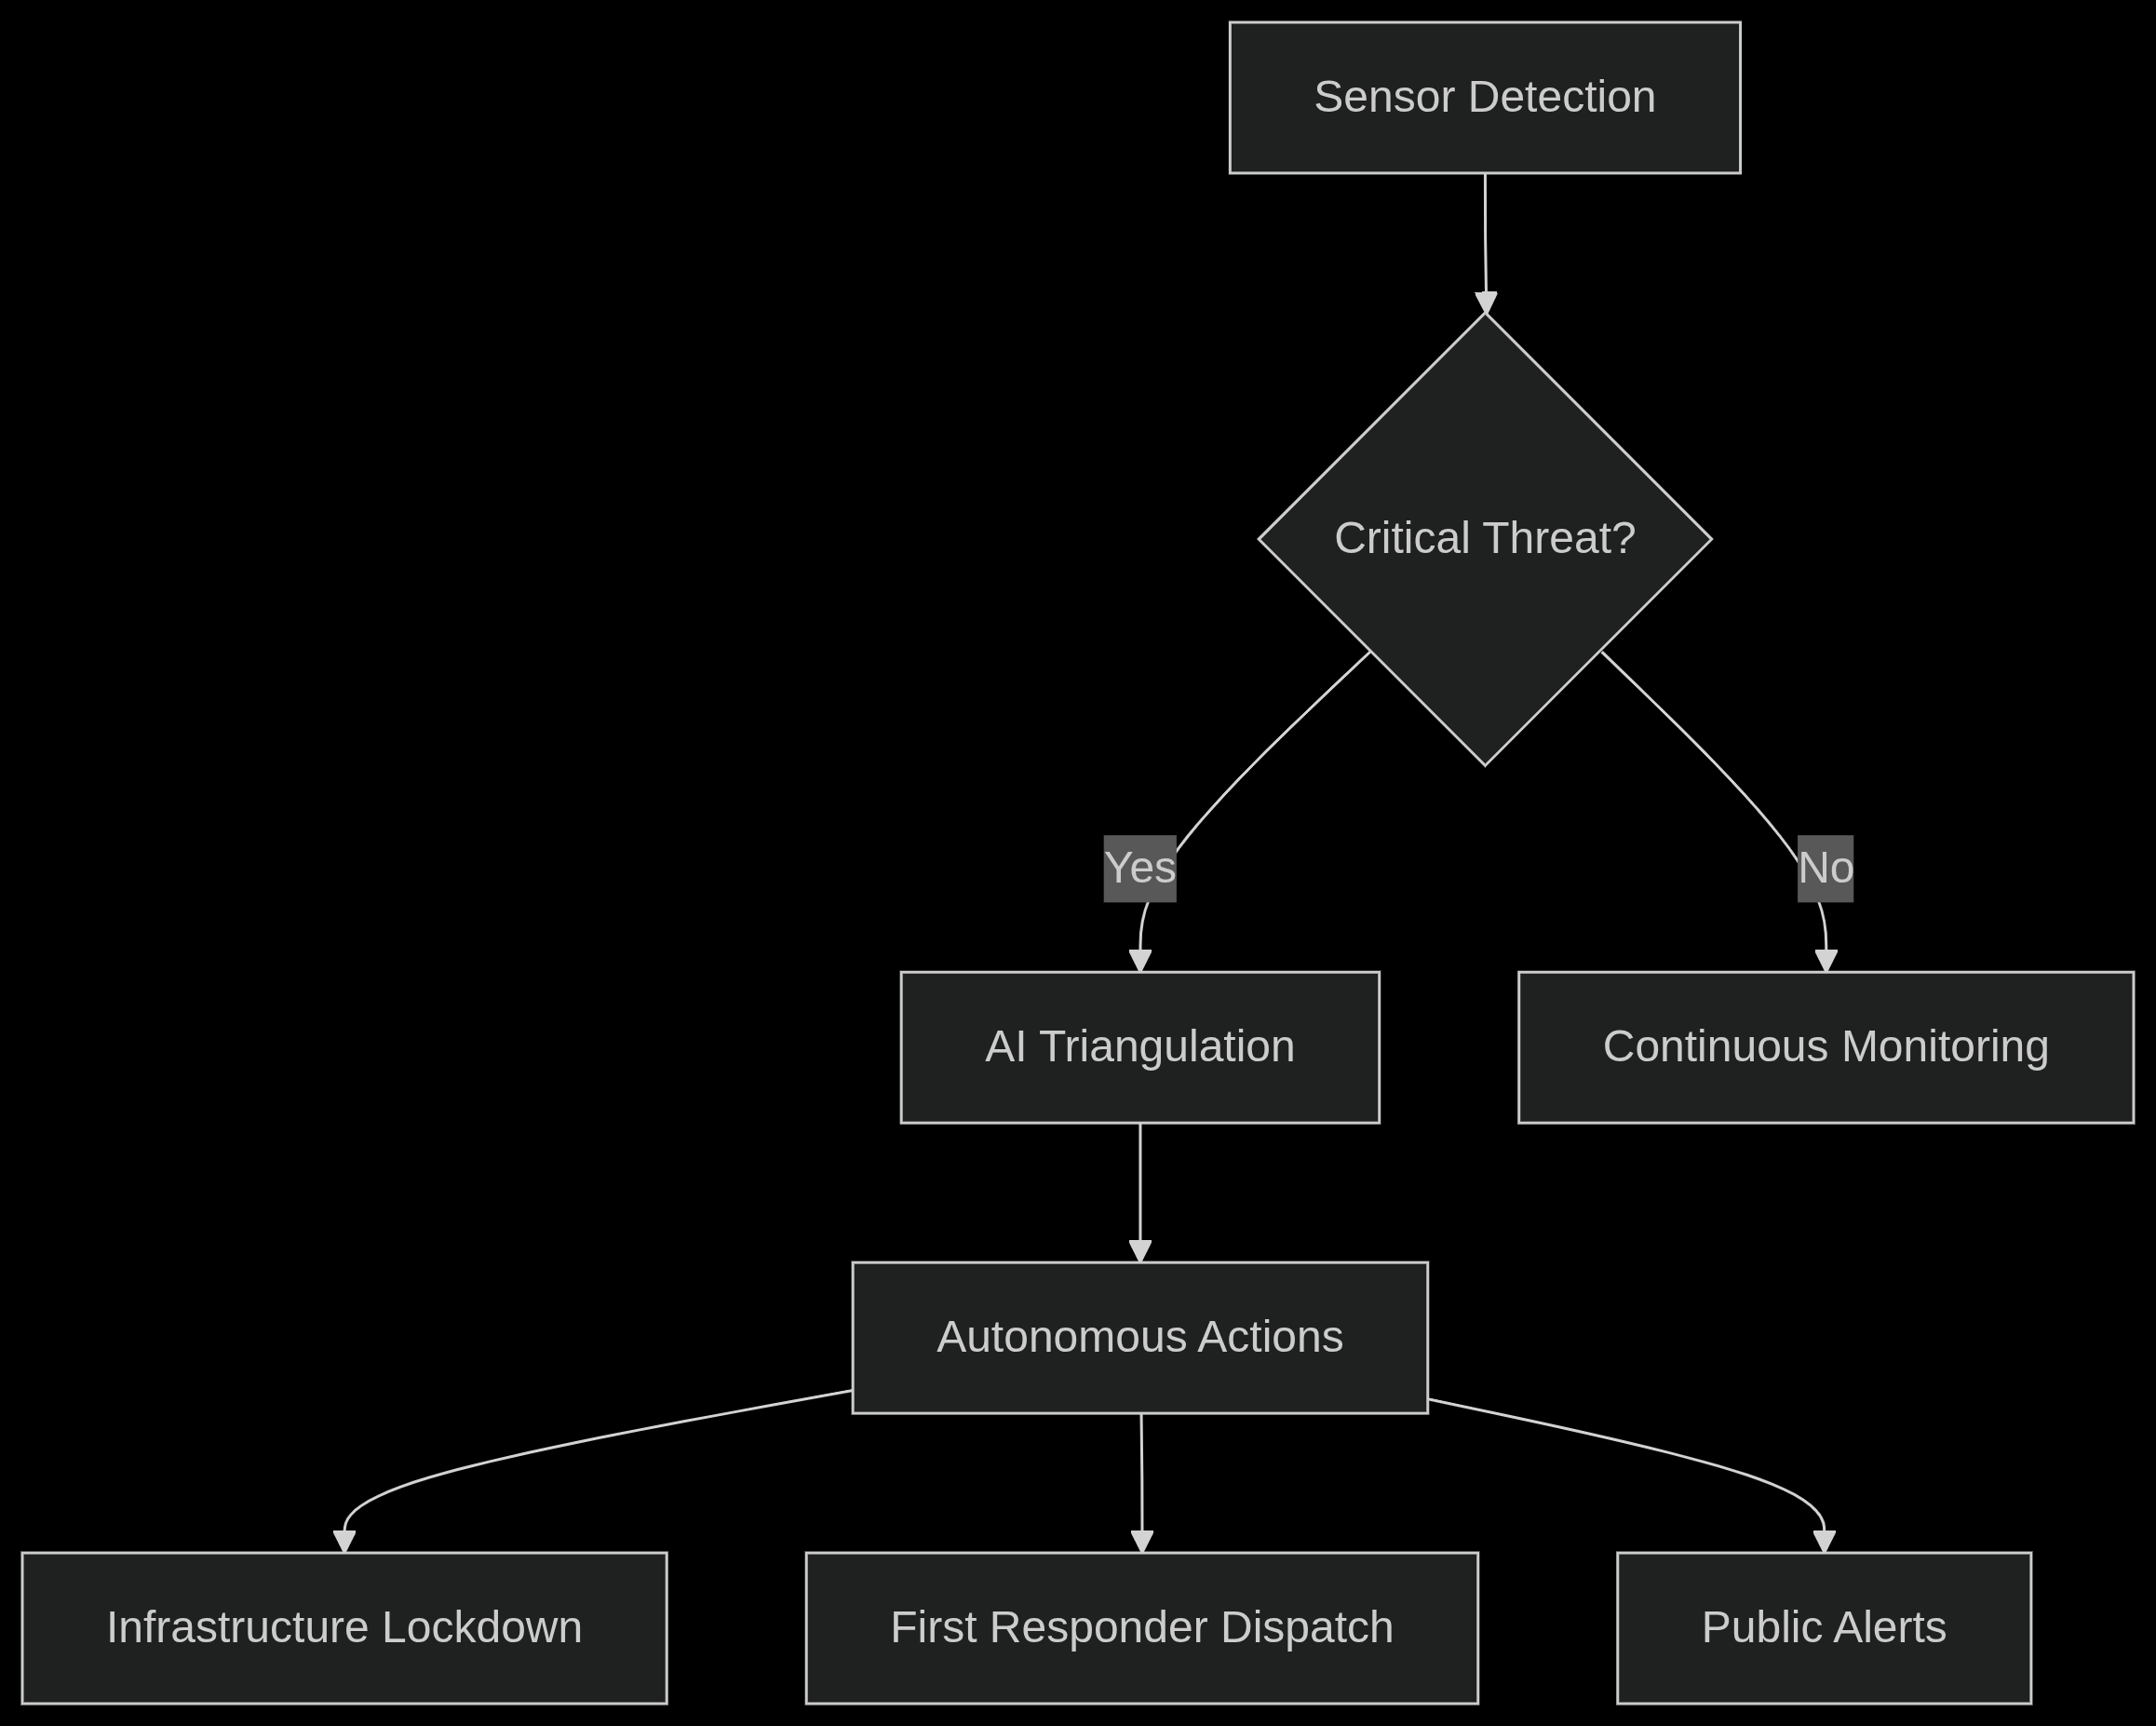 Sensor Detection
Critical Threat?
Yes
No
AI Triangulation
Continuous Monitoring
Autonomous Actions
Infrastructure Lockdown
First Responder Dispatch
Public Alerts